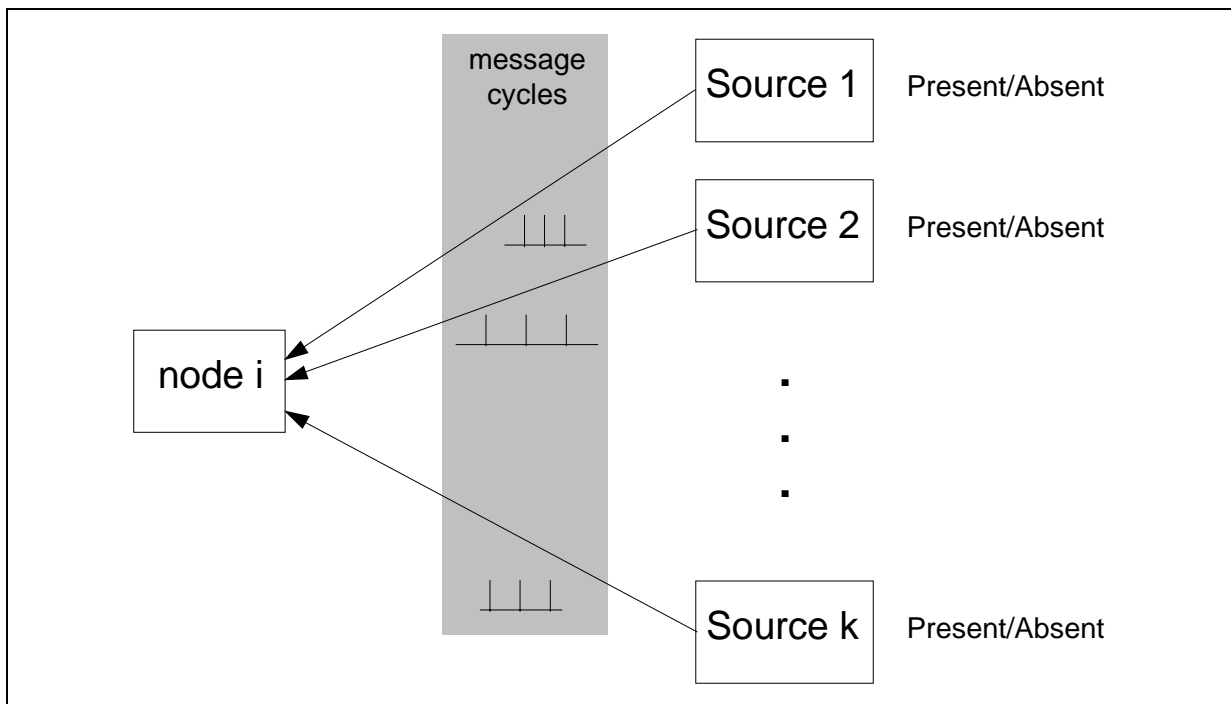 message
cycles
Source 1
Present/Absent
Source 2
Present/Absent
node i
.
.
.
Source k
Present/Absent